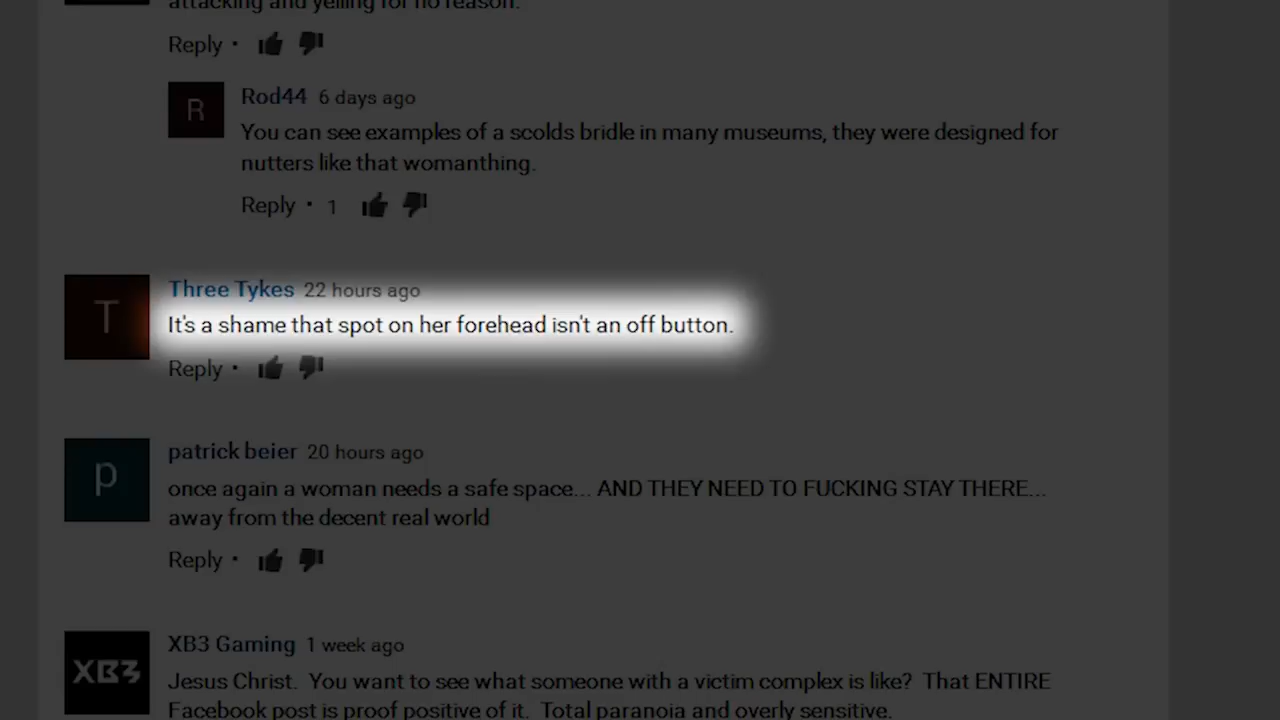 attacking and yelling for no reason.
Reply •
R
Rod44 6 days ago
You can see examples of a scolds bridle in many museums, they were designed for
nutters like that womanthing.
Reply • 1
T
Three Tykes 22 hours ago
It's a shame that spot on her forehead isn't an off button.
Reply •
p
patrick beier 20 hours ago
once again a woman needs a safe space... AND THEY NEED TO FUCKING STAY THERE...
away from the decent real world
Reply •
XB3
XB3 Gaming 1 week ago
Jesus Christ. You want to see what someone with a victim complex is like? That ENTIRE
Facebook post is proof positive of it. Total paranoia and overly sensitive.